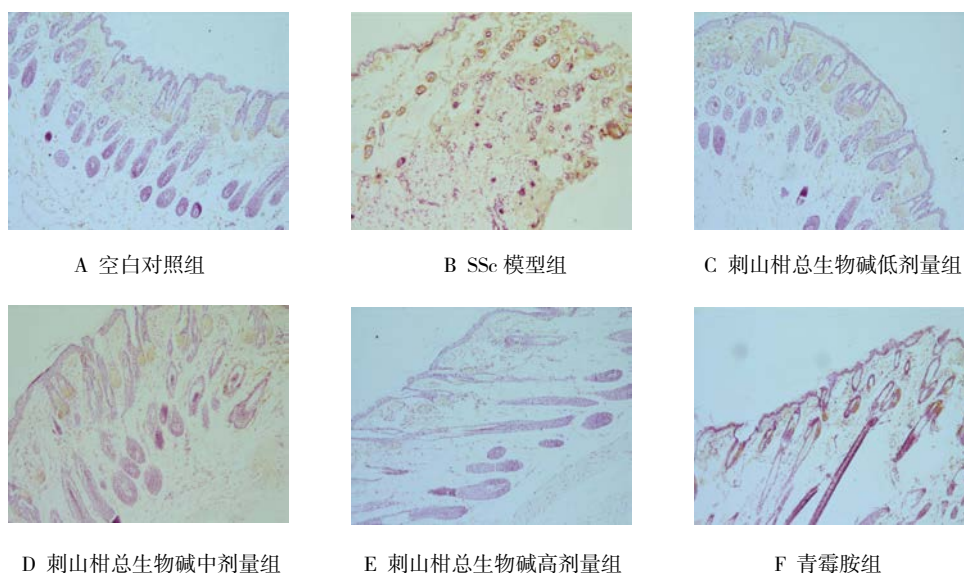 A 空白对照组
B SSc 模型组
C 刺山柑总生物碱低剂量组
D 刺山柑总生物碱中剂量组
E 刺山柑总生物碱高剂量组
F 青霉胺组